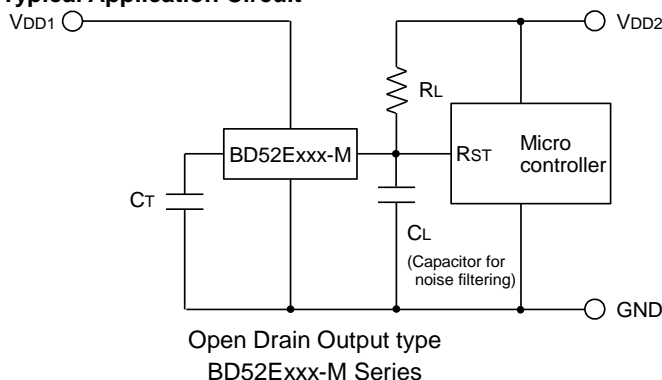 Typical Application Circuit
VDD1
VDD2
RL
BD52Exxx-M
RST
Micro
controller
CT
CL
(Capacitor for
noise filtering)
GND
Open Drain Output type
BD52Exxx-M Series